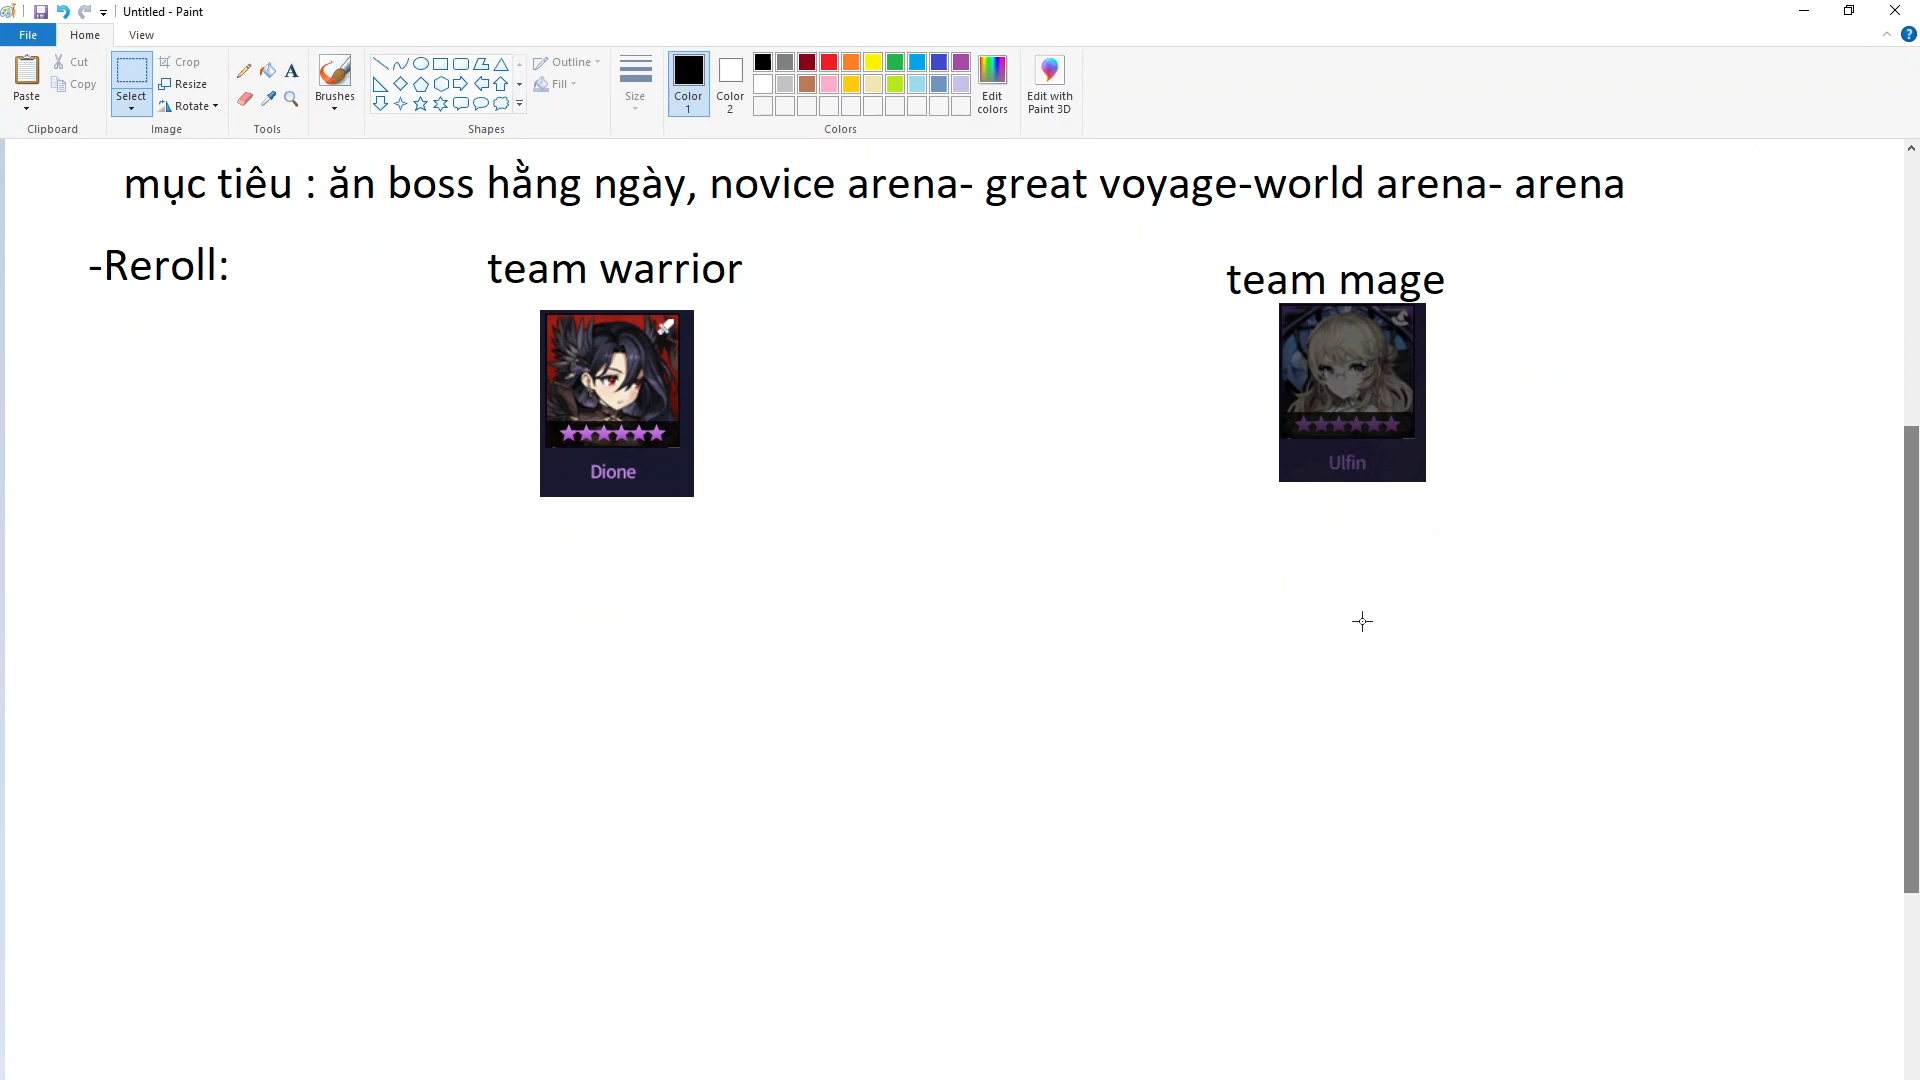 Untitled - Paint
File Home View
Paste
Cut
Copy
Clipboard
Select
Crop
Resize
Rotate
Image
Tools
Brushes
Shapes
Outline
Fill
Size
Color 1
Color 2
Edit colors
Colors
Edit with Paint 3D
mục tiêu : ăn boss hằng ngày, novice arena- great voyage-world arena- arena
-Reroll:
team warrior
team mage
Dione
Ulfin